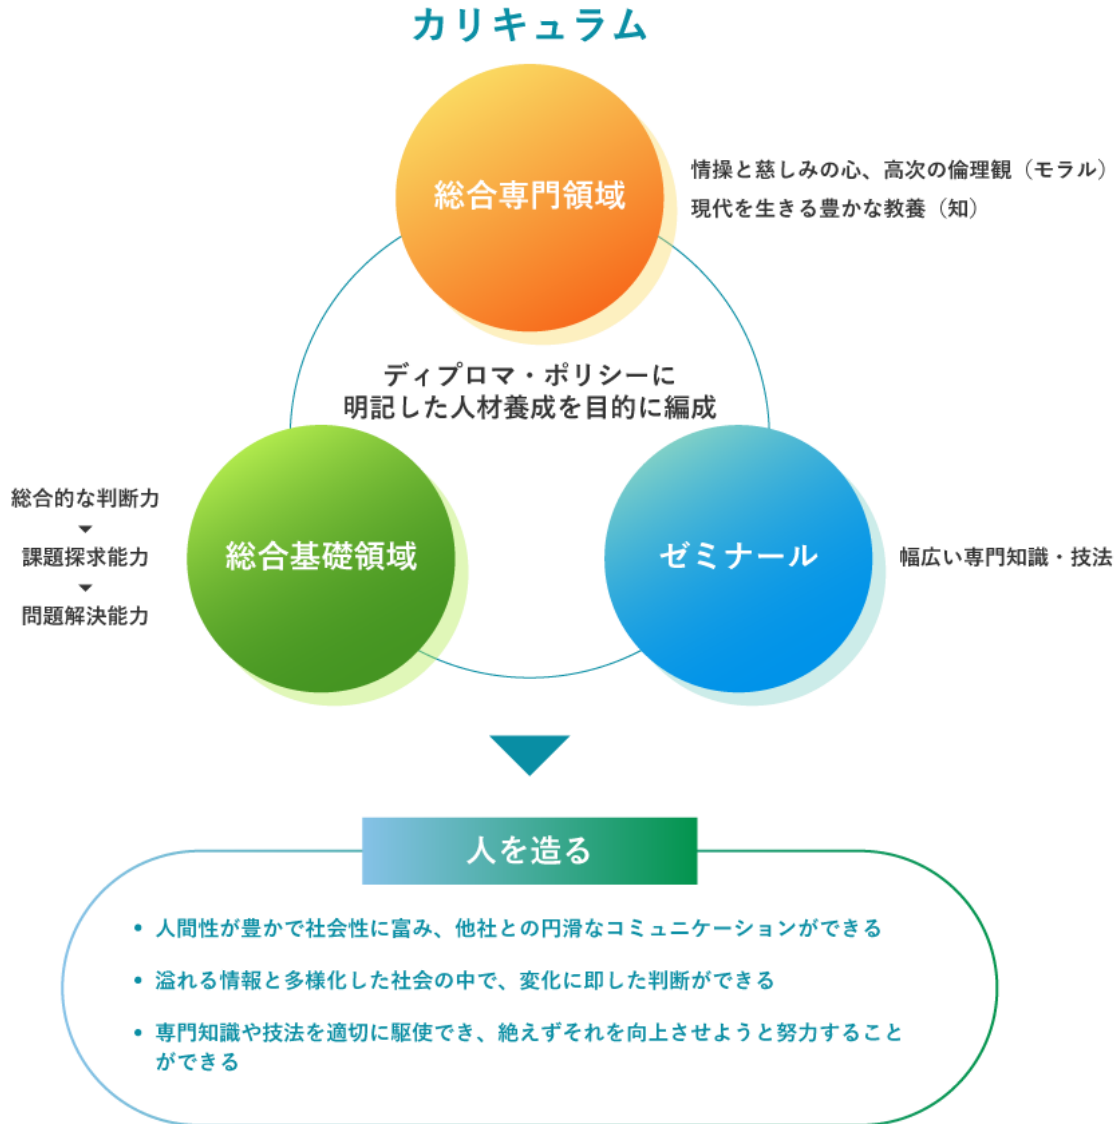 カリキュラム
総合専門領域
情操と慈しみの心、高次の倫理観（モラル）
現代を生きる豊かな教養（知）
ディプロマ・ポリシーに
明記した人材養成を目的に編成
総合的な判断力
課題探求能力
問題解決能力
総合基礎領域
ゼミナール
幅広い専門知識・技法
人を造る
• 人間性が豊かで社会性に富み、他社との円滑なコミュニケーションができる
• 溢れる情報と多様化した社会の中で、変化に即した判断ができる
• 専門知識や技法を適切に駆使でき、絶えずそれを向上させようと努力すること
ができる